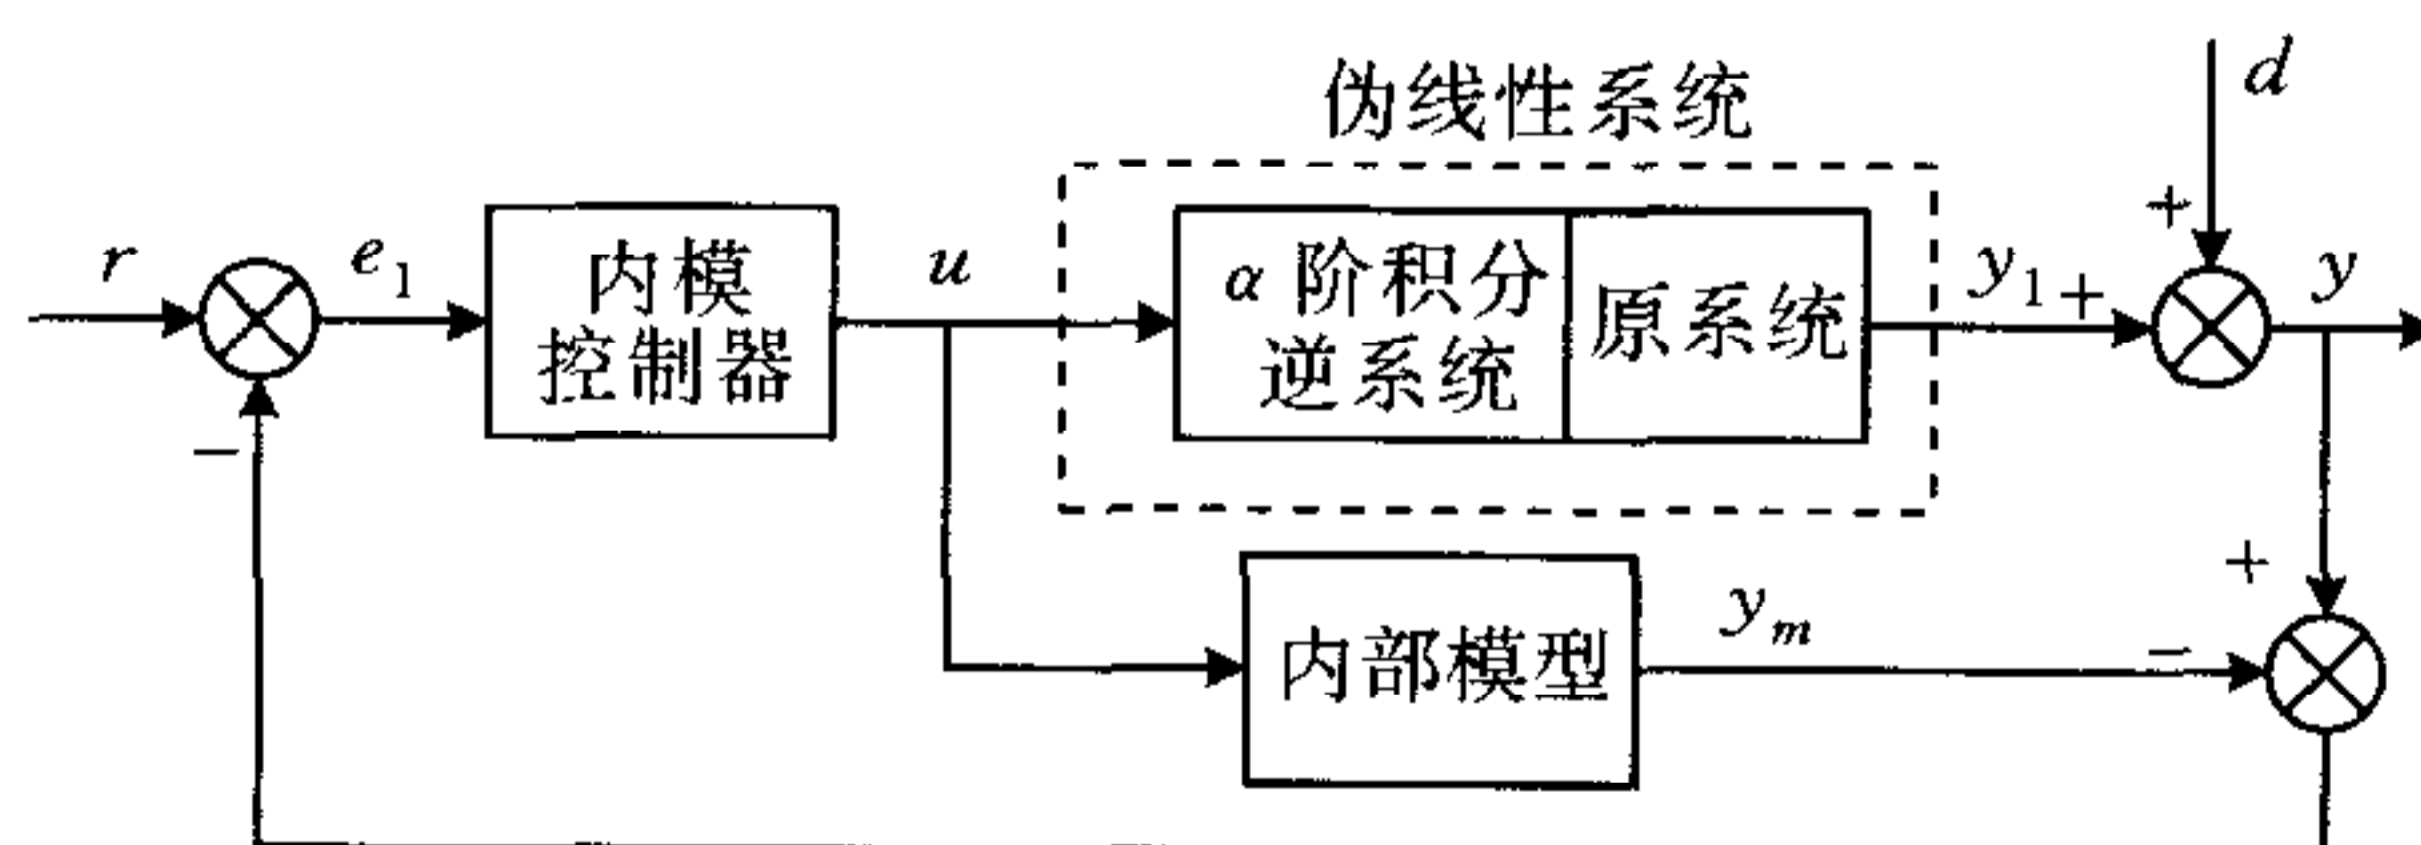 伪线性系统
d
+
r
e1
内模
控制器
u
α阶积分
逆系统
原系统
y1
+
y
−
+
内部模型
ym
−